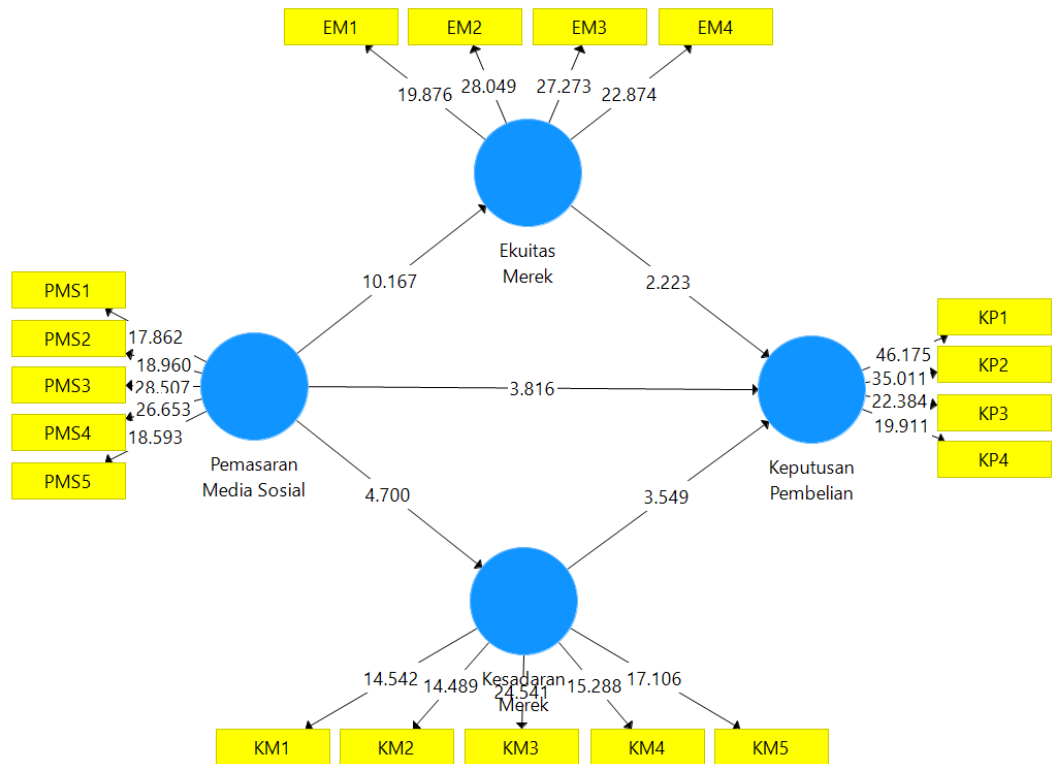 EM1
EM2
EM3
EM4
19.876
28.049
27.273
22.874
Ekuitas
Merek
10.167
2.223
PMS1
PMS2
PMS3
PMS4
PMS5
17.862
18.960
28.507
26.653
18.593
Pemasaran
Media Sosial
3.816
KP1
KP2
KP3
KP4
46.175
35.011
22.384
19.911
Keputusan
Pembelian
4.700
3.549
Kesadaran
Merek
14.542
14.489
24.541
15.288
17.106
KM1
KM2
KM3
KM4
KM5